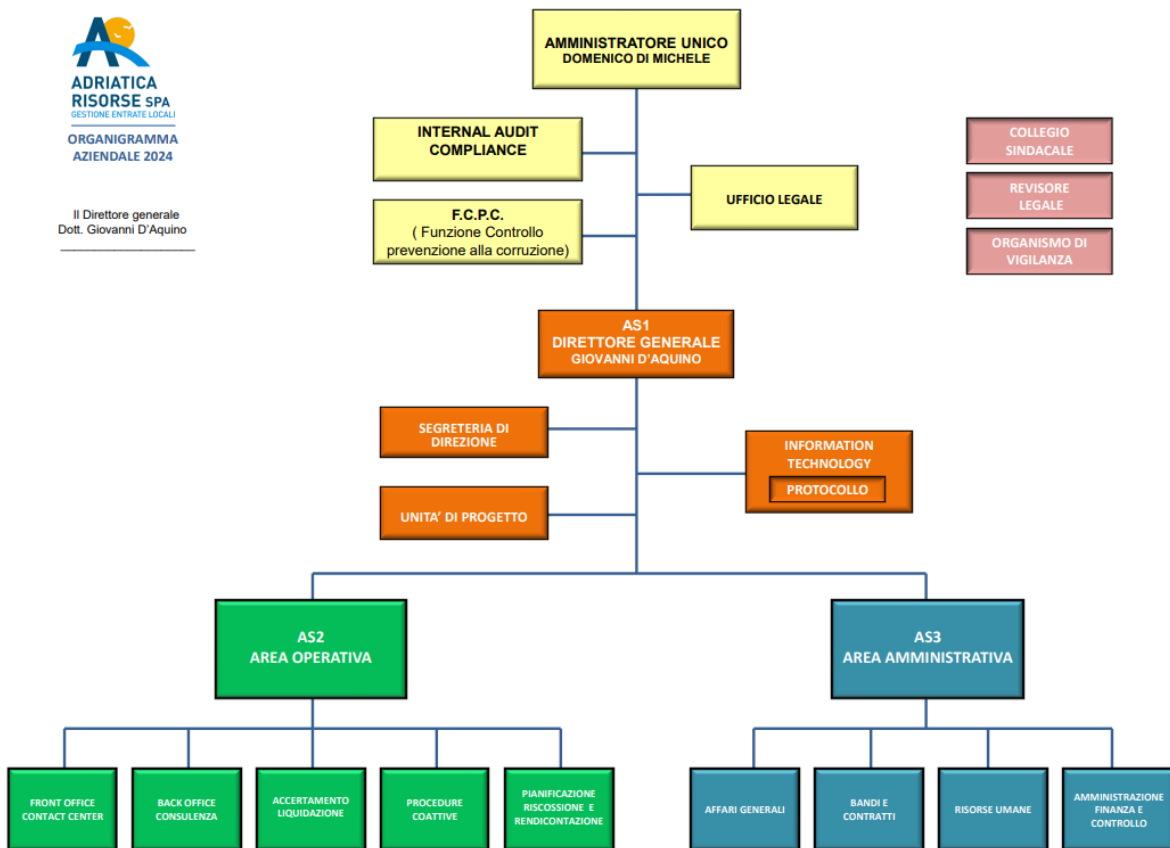 ADRIATICA
RISORSE SPA
GESTIONE ENTRATE LOCALI
ORGANIGRAMMA
AZIENDALE 2024
Il Direttore generale
Dott. Giovanni D'Aquino
AMMINISTRATORE UNICO
DOMENICO DI MICHELE
INTERNAL AUDIT
COMPLIANCE
UFFICIO LEGALE
F.C.P.C.
( Funzione Controllo
prevenzione alla corruzione)
COLLEGIO
SINDACALE
REVISORE
LEGALE
ORGANISMO DI
VIGILANZA
AS1
DIRETTORE GENERALE
GIOVANNI D'AQUINO
SEGRETERIA DI
DIREZIONE
INFORMATION
TECHNOLOGY
PROTOCOLLO
UNITA' DI PROGETTO
AS2
AREA OPERATIVA
AS3
AREA AMMINISTRATIVA
FRONT OFFICE
CONTACT CENTER
BACK OFFICE
CONSULENZA
ACCERTAMENTO
LIQUIDAZIONE
PROCEDURE
COATTIVE
PIANIFICAZIONE
RISCOSSIONE E
RENDICONTAZIONE
AFFARI GENERALI
BANDI E
CONTRATTI
RISORSE UMANE
AMMINISTRAZIONE
FINANZA E
CONTROLLO